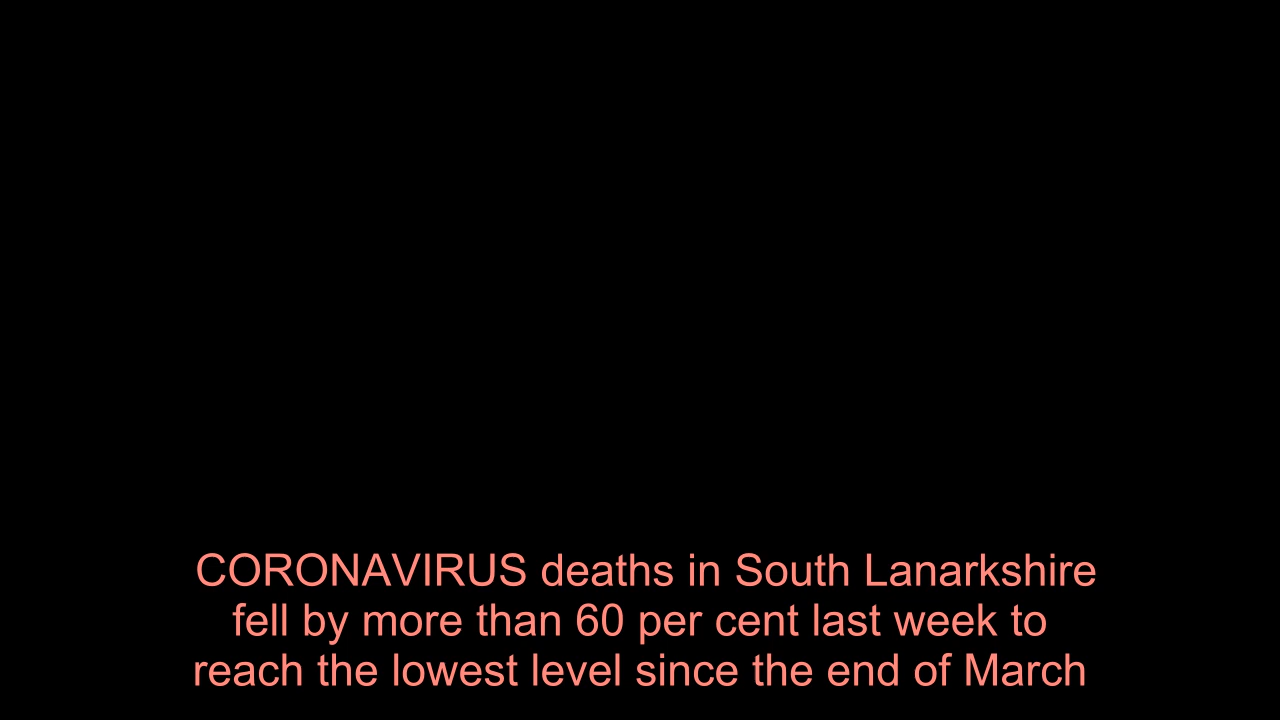 CORONAVIRUS deaths in South Lanarkshire
fell by more than 60 per cent last week to
reach the lowest level since the end of March